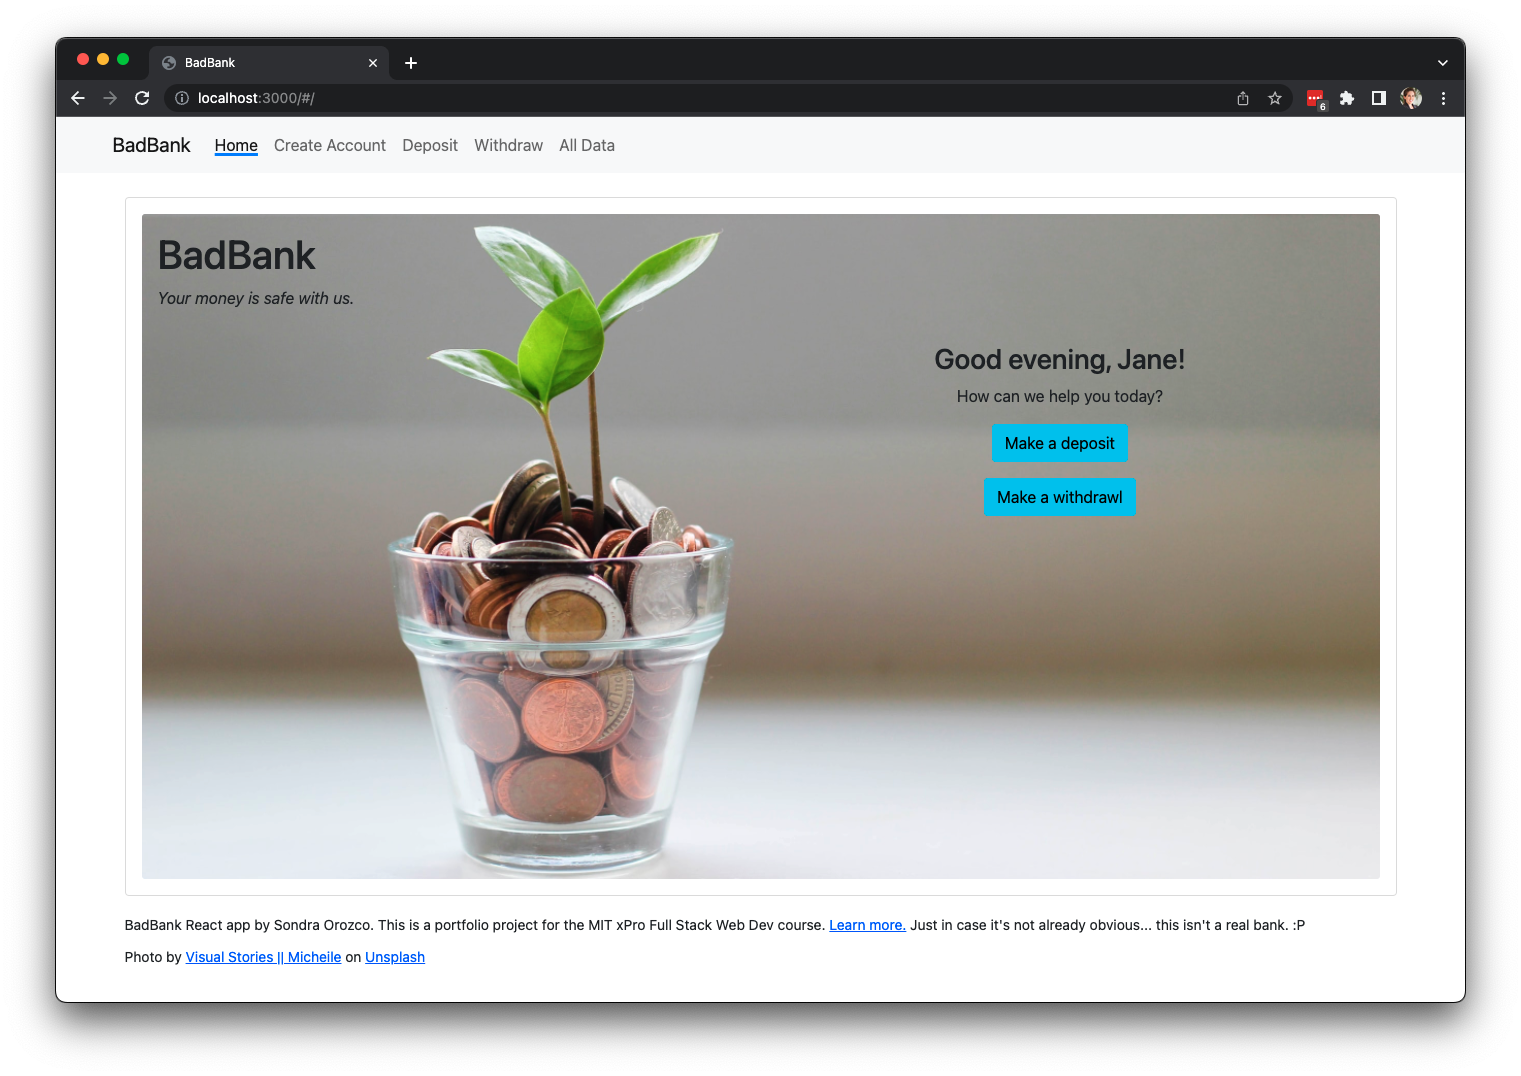 BadBank
localhost:3000/#/
6
BadBank Home Create Account Deposit Withdraw All Data
BadBank
Your money is safe with us.
Good evening, Jane!
How can we help you today?
Make a deposit
Make a withdrawl
BadBank React app by Sondra Orozco. This is a portfolio project for the MIT xPro Full Stack Web Dev course. Learn more. Just in case it's not already obvious... this isn't a real bank. :P
Photo by Visual Stories || Micheile on Unsplash